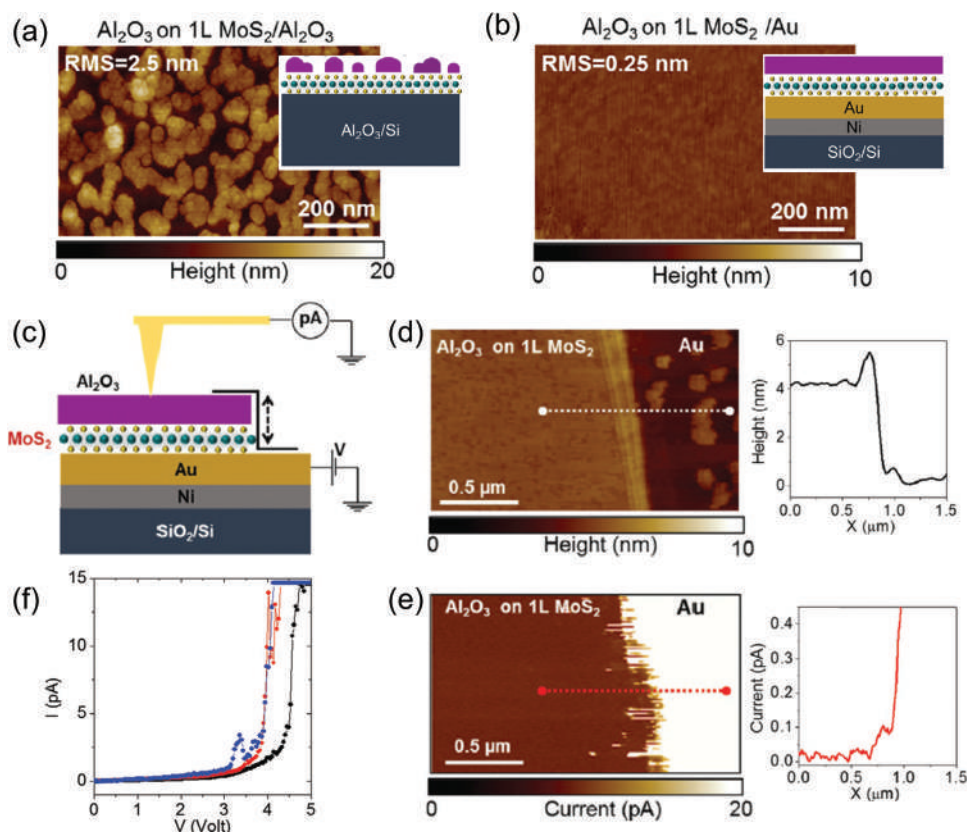 (a)
Al₂O₃ on 1L MoS₂/Al₂O₃
RMS=2.5 nm
Al₂O₃/Si
200 nm
0
Height (nm)
20
(b)
Al₂O₃ on 1L MoS₂ /Au
RMS=0.25 nm
Au
Ni
SiO₂/Si
200 nm
0
Height (nm)
10
(c)
pA
Al₂O₃
MoS₂
V
Au
Ni
SiO₂/Si
(d)
Al₂O₃ on 1L MoS₂
Au
0.5 µm
0
Height (nm)
10
Height (nm)
6
4
2
0
0.0 0.5 1.0 1.5
X (µm)
(f)
I (pA)
15
10
5
0
0 1 2 3 4 5
V (Volt)
(e)
Al₂O₃ on 1L MoS₂
Au
0.5 µm
0
Current (pA)
20
Current (pA)
0.4
0.3
0.2
0.1
0.0
0.0 0.5 1.0 1.5
X (µm)